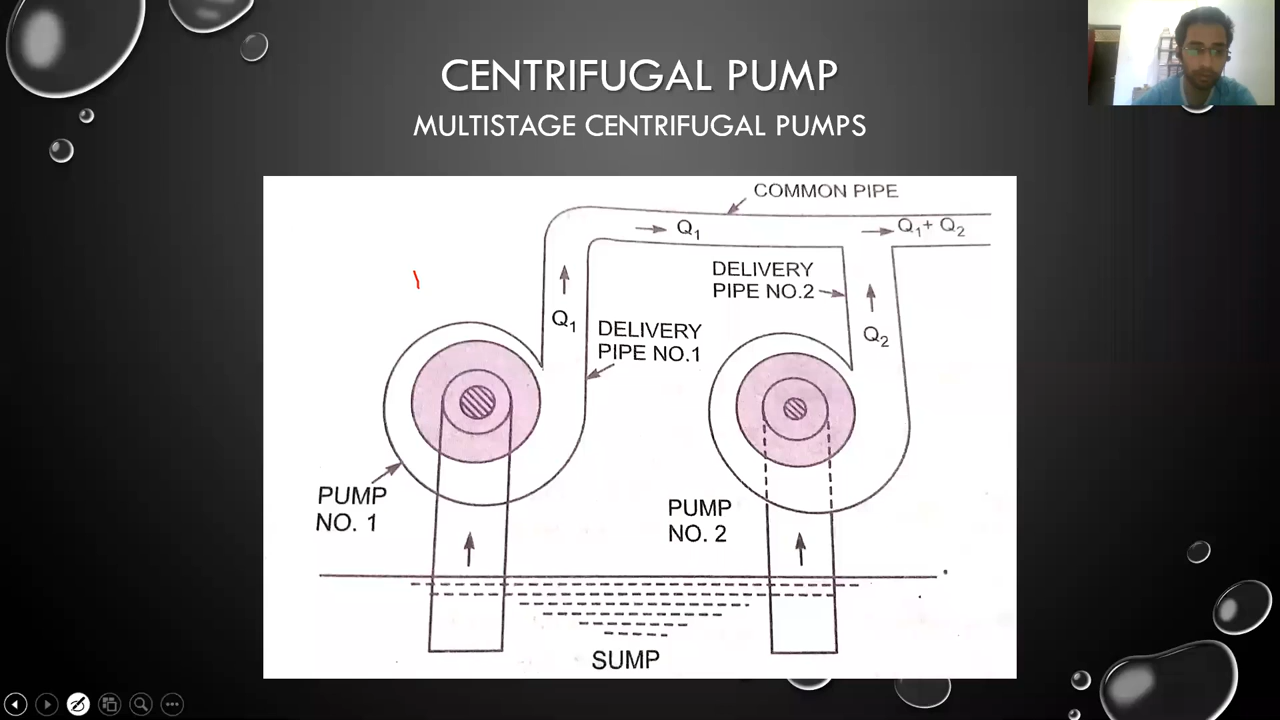 CENTRIFUGAL PUMP
MULTISTAGE CENTRIFUGAL PUMPS
COMMON PIPE
Q₁
Q₁+ Q₂
DELIVERY
PIPE NO.2
Q₁
DELIVERY
PIPE NO.1
Q₂
PUMP
NO. 1
PUMP
NO. 2
SUMP